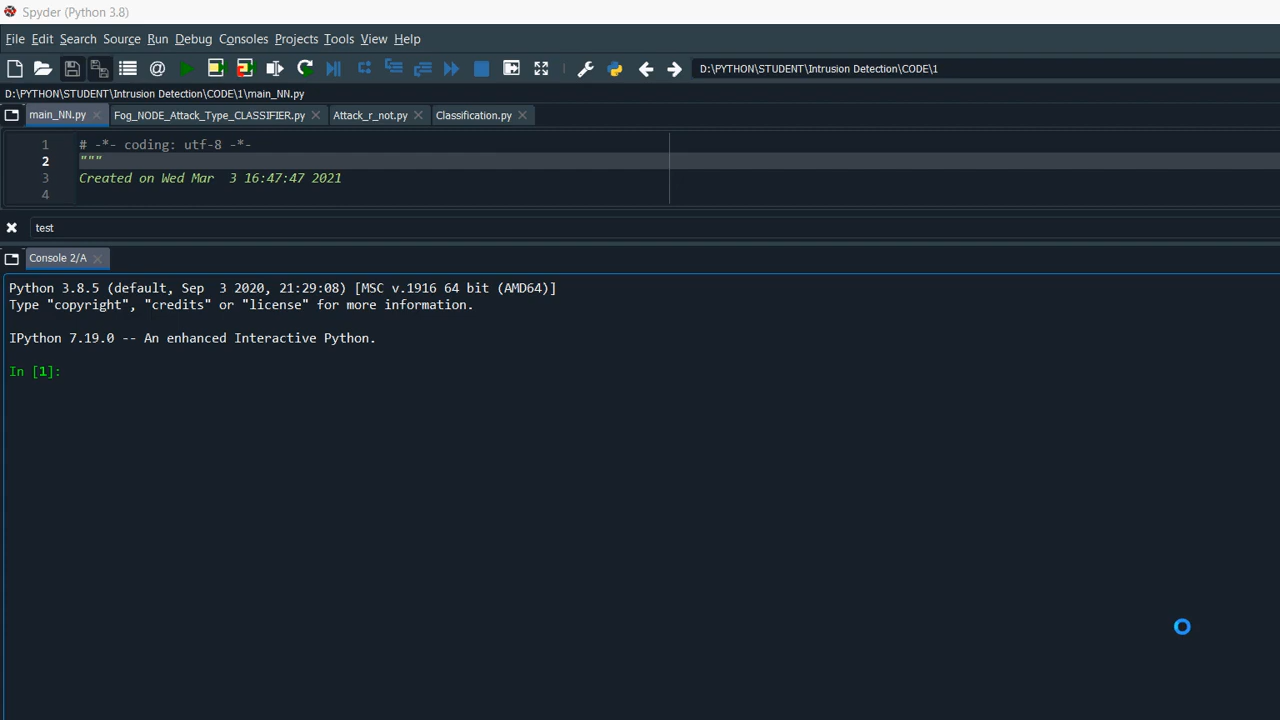 Spyder (Python 3.8)
File Edit Search Source Run Debug Consoles Projects Tools View Help
D:\PYTHON\STUDENT\Intrusion Detection\CODE\1
D:\PYTHON\STUDENT\Intrusion Detection\CODE\1\main_NN.py
main_NN.py Fog_NODE_Attack_Type_CLASSIFIER.py Attack_r_not.py Classification.py
1 # -*- coding: utf-8 -*-
2 """
3 Created on Wed Mar  3 16:47:47 2021
4
test
Console 2/A
Python 3.8.5 (default, Sep  3 2020, 21:29:08) [MSC v.1916 64 bit (AMD64)]
Type "copyright", "credits" or "license" for more information.
IPython 7.19.0 -- An enhanced Interactive Python.
In [1]: